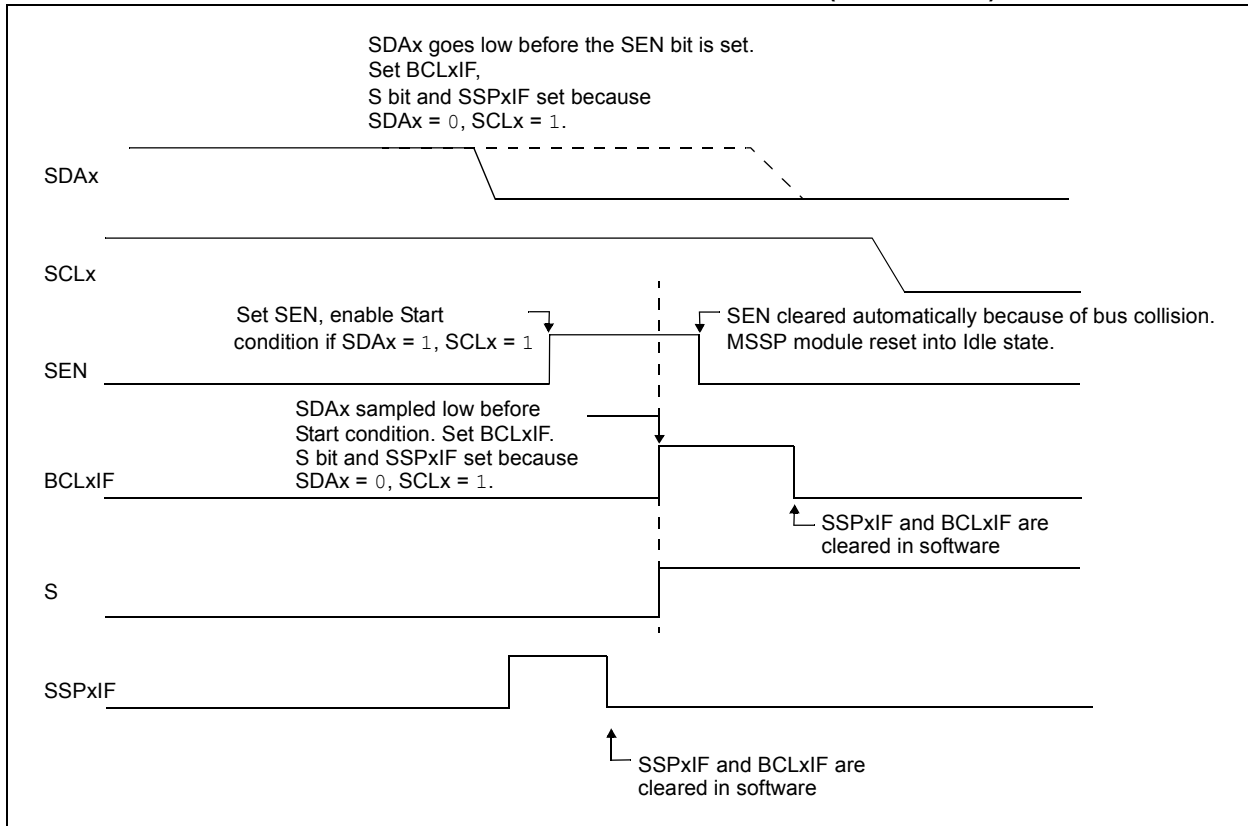 SDAx goes low before the SEN bit is set.
Set BCLxIF,
S bit and SSPxIF set because
SDAx = 0, SCLx = 1.
SDAx
SCLx
Set SEN, enable Start
condition if SDAx = 1, SCLx = 1
SEN cleared automatically because of bus collision.
MSSP module reset into Idle state.
SEN
SDAx sampled low before
Start condition. Set BCLxIF.
S bit and SSPxIF set because
SDAx = 0, SCLx = 1.
BCLxIF
SSPxIF and BCLxIF are
cleared in software
S
SSPxIF
SSPxIF and BCLxIF are
cleared in software